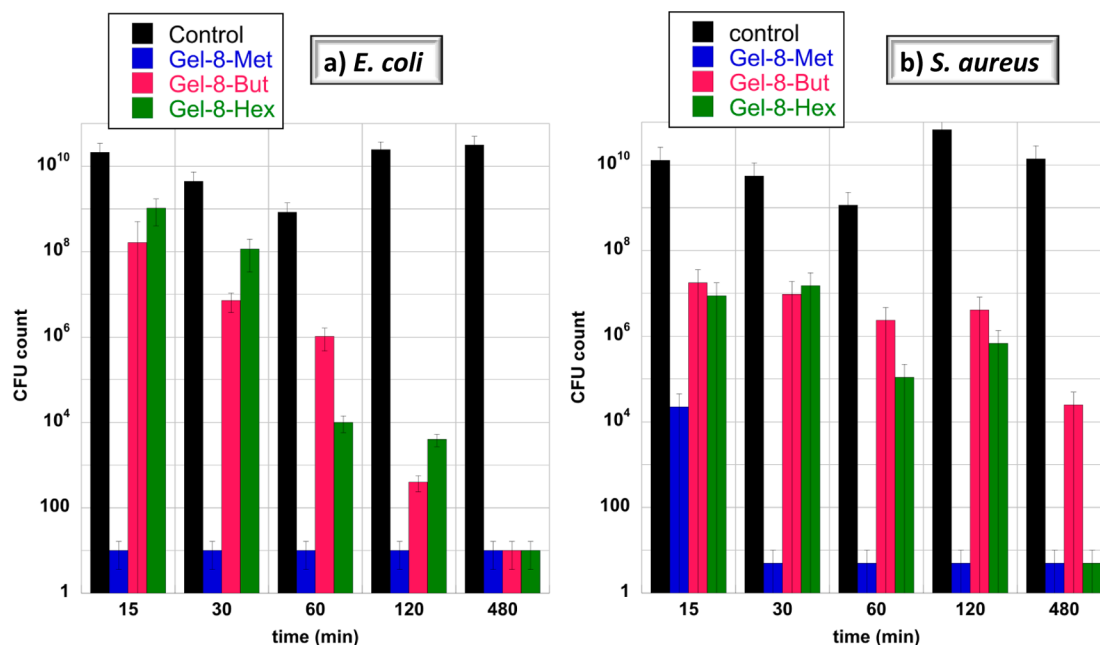 Control
Gel-8-Met
Gel-8-But
Gel-8-Hex
a) E. coli
CFU count
10^10
10^8
10^6
10^4
100
1
15 30 60 120 480
time (min)
control
Gel-8-Met
Gel-8-But
Gel-8-Hex
b) S. aureus
CFU count
10^10
10^8
10^6
10^4
100
1
15 30 60 120 480
time (min)